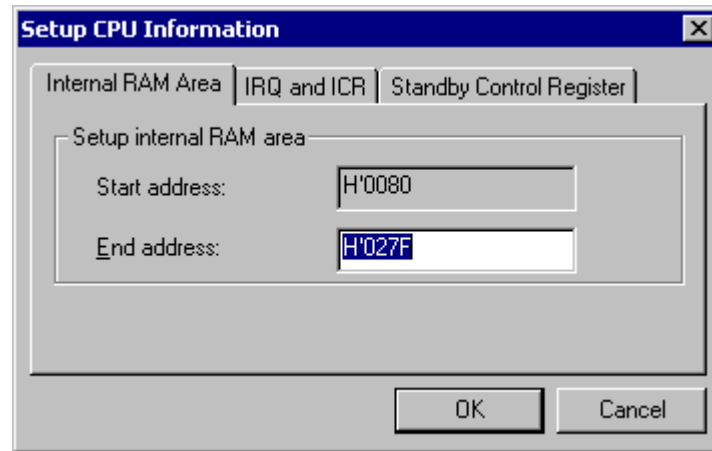 Setup CPU Information
Internal RAM Area IRQ and ICR Standby Control Register
Setup internal RAM area
Start address: H'0080
End address: H'027F
OK Cancel